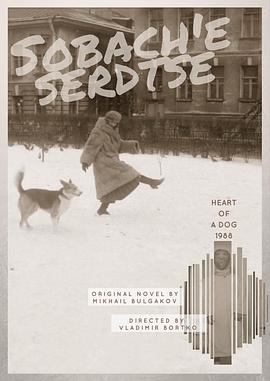 SOBACH'E
SERDTSE
HEART
OF
A DOG
1988
ORIGINAL NOVEL BY
MIKHAIL BULGAKOV
DIRECTED BY
VLADIMIR BORTKO